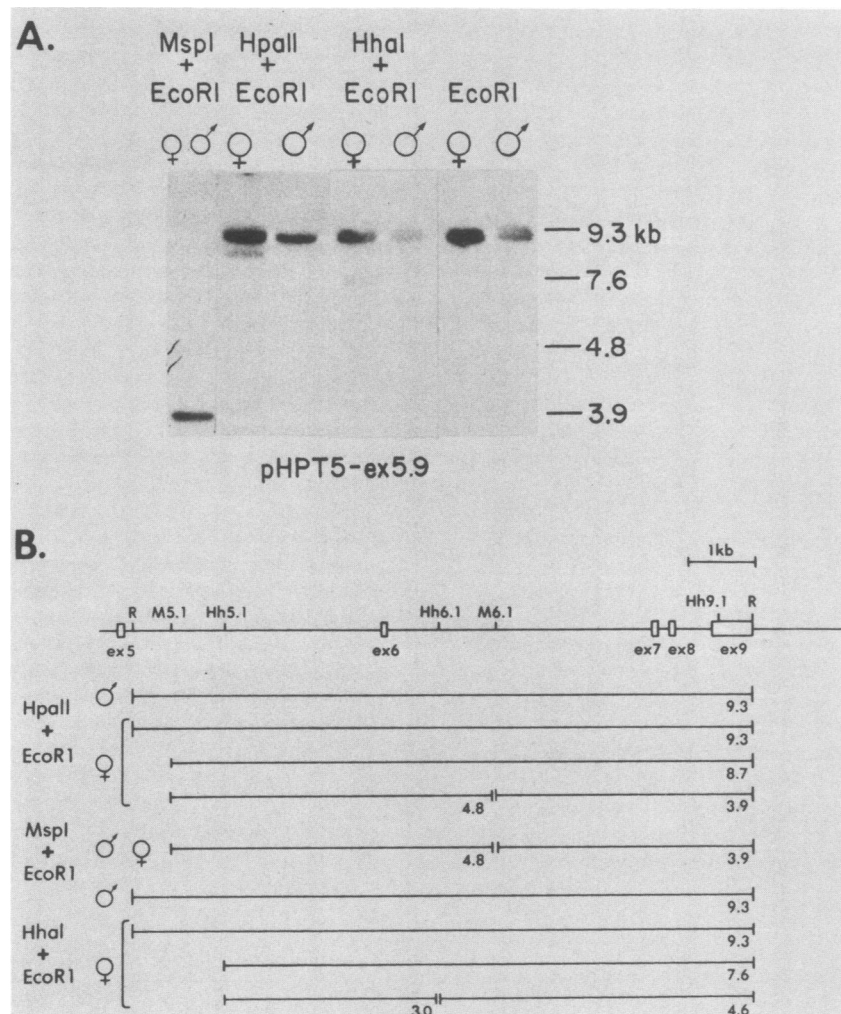 A.
MspI HpaII HhaI
+ + +
EcoRI EcoRI EcoRI EcoRI
♀ ♂ ♀ ♂ ♀ ♂ ♀ ♂
9.3 kb
7.6
4.8
3.9
pHPT5-ex5.9
B.
1kb
R M5.1 Hh5.1 Hh6.1 M6.1 Hh9.1 R
ex5 ex6 ex7 ex8 ex9
HpaII
+
EcoR1
♂
9.3
♀
9.3
8.7
4.8 3.9
MspI
+
EcoR1
♂ ♀
4.8 3.9
HhaI
+
EcoR1
♂
9.3
♀
9.3
7.6
3.0 4.6